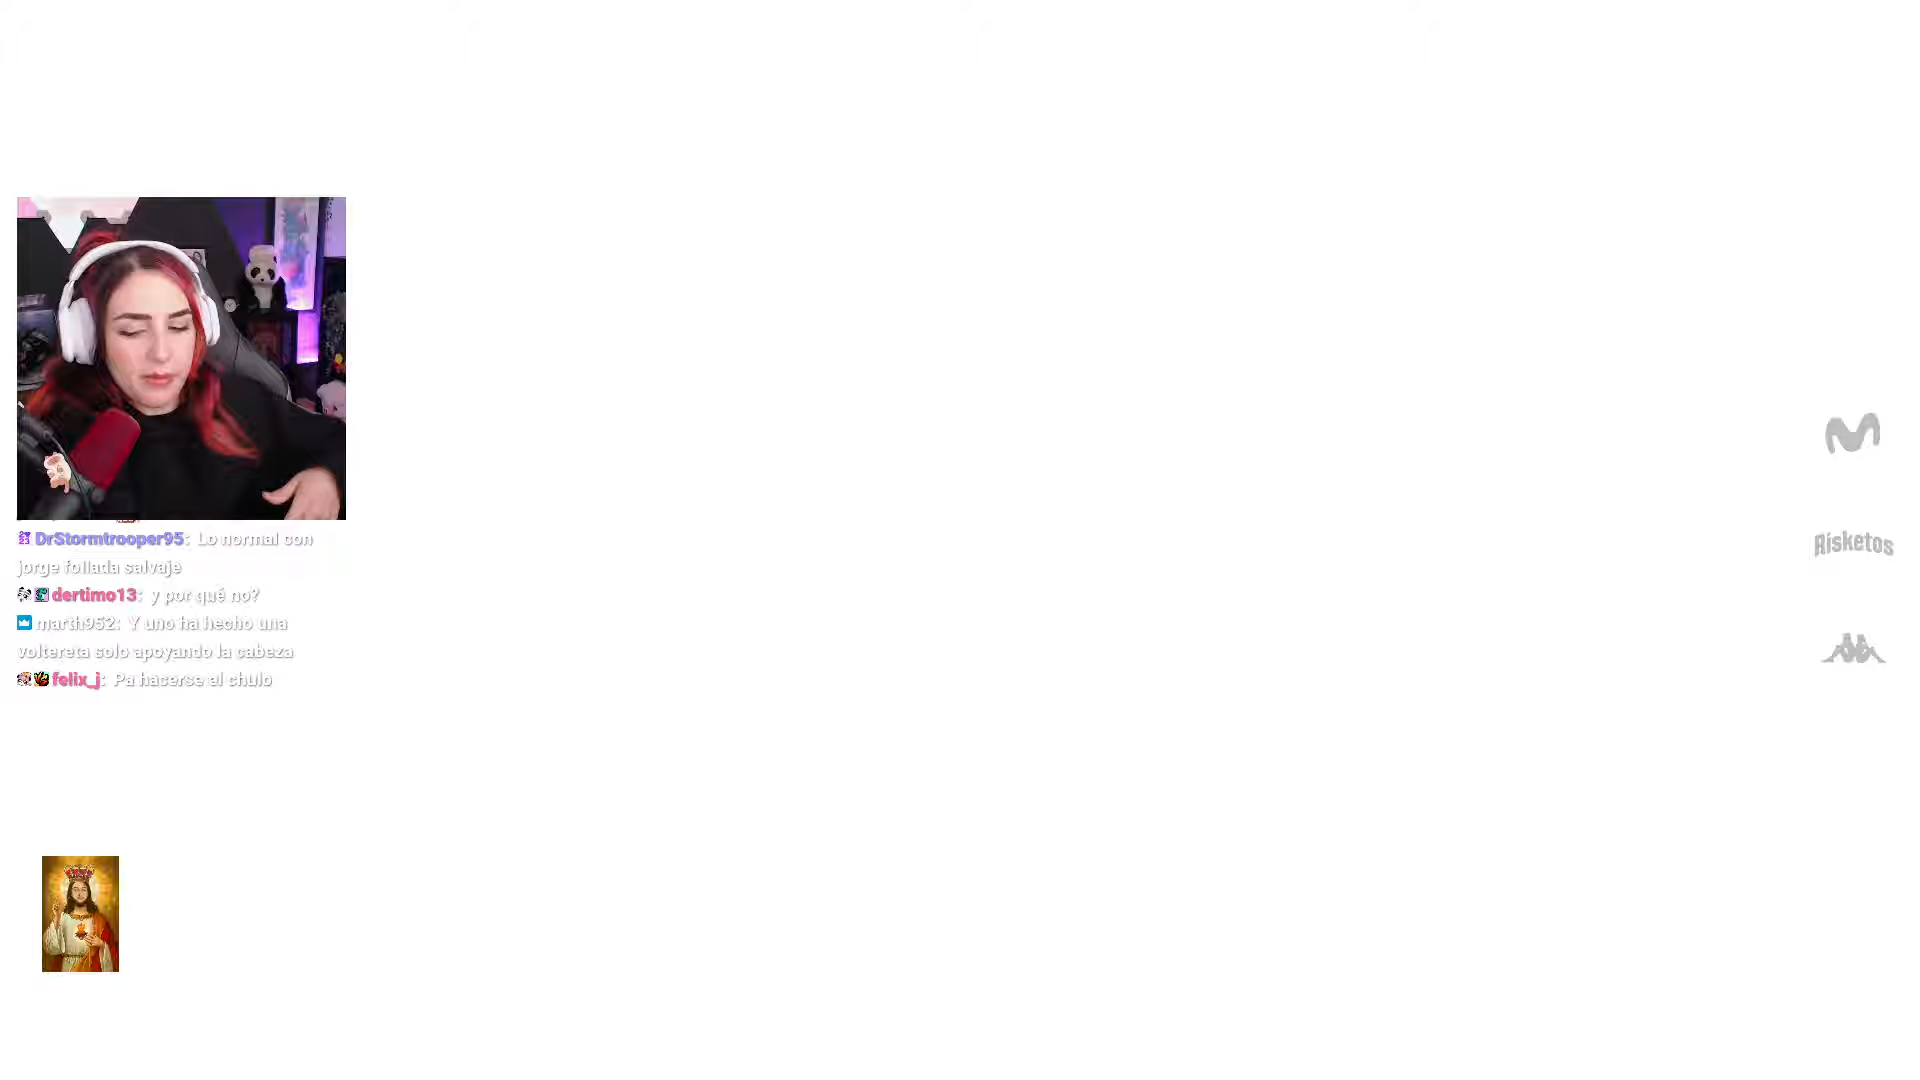 DrStormtrooper95: Lo normal con
jorge follada salvaje
dertimo13: y por qué no?
marth952: Y uno ha hecho una
voltereta solo apoyando la cabeza
felix_j: Pa hacerse el chulo
Rísketos